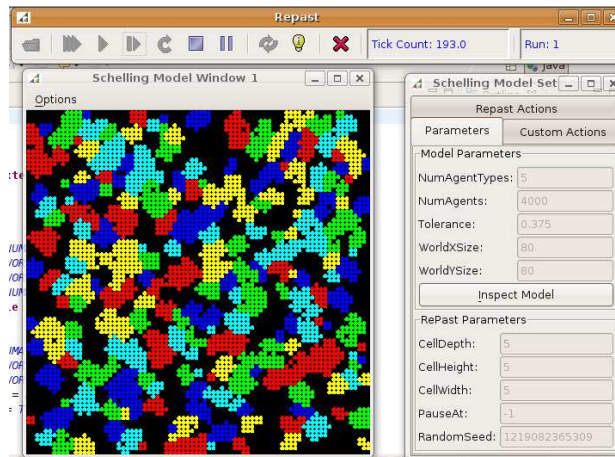 Repast
Tick Count: 193.0
Run: 1
Java
Schelling Model Window 1
Options
Schelling Model Set
Repast Actions
Parameters
Custom Actions
Model Parameters
NumAgentTypes: 5
NumAgents: 4000
Tolerance: 0.375
WorldXSize: 80
WorldYSize: 80
Inspect Model
RePast Parameters
CellDepth: 5
CellHeight: 5
CellWidth: 5
PauseAt: -1
RandomSeed: 1219082365309